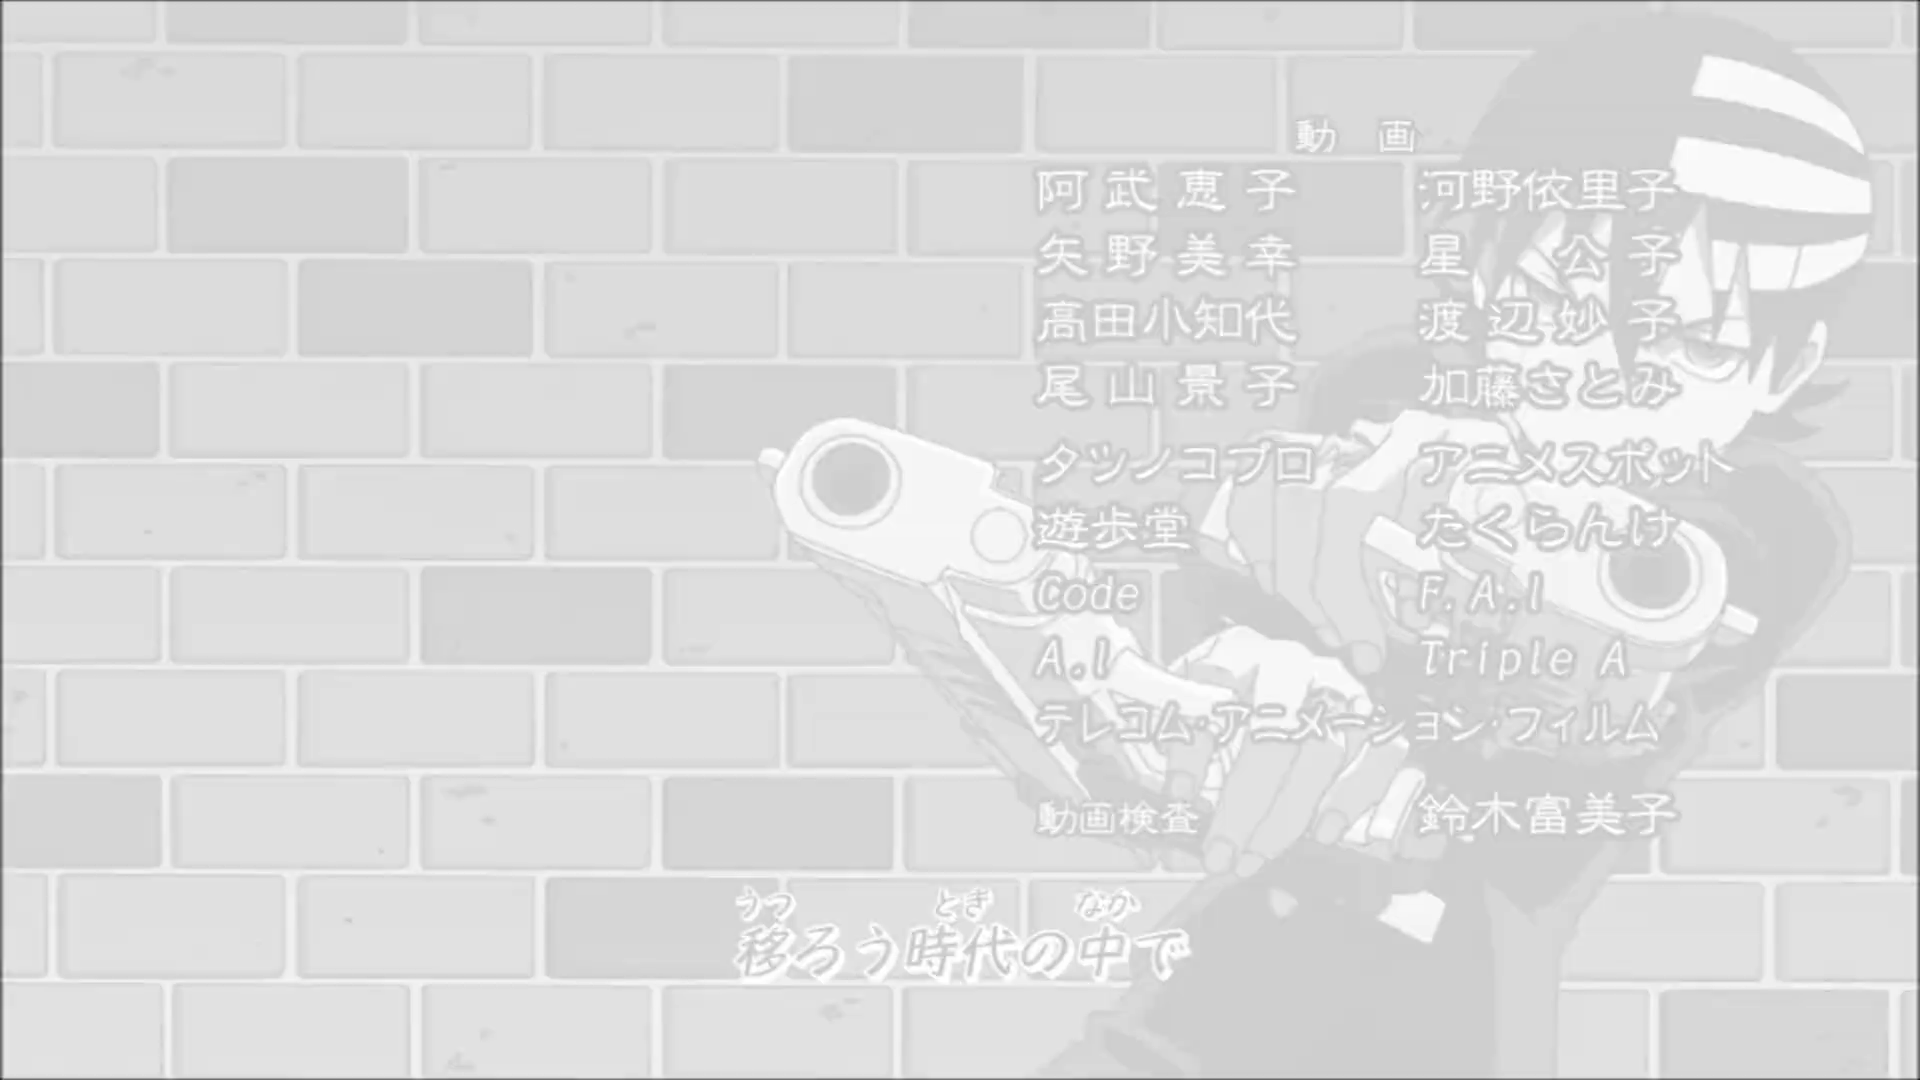 動　画
阿武恵子　河野依里子
矢野美幸　星　公子
高田小知代　渡辺妙子
尾山景子　加藤さとみ
タツノコプロ　アニメスポット
遊歩堂　たくらんけ
Code　F.A.I
A.I　Triple A
テレコム・アニメーション・フィルム
動画検査　鈴木富美子
うつ　とき　なか
移ろう時代の中で